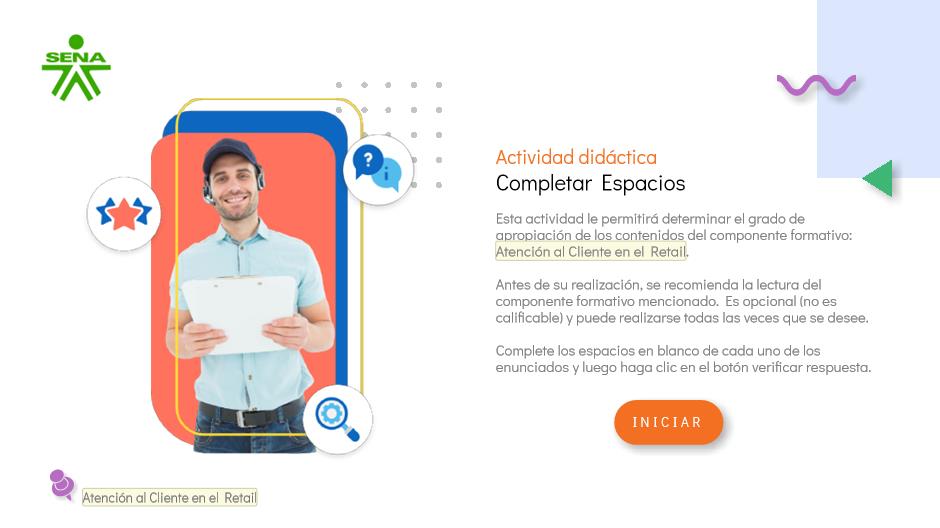 SENA
Actividad didáctica
Completar Espacios
Esta actividad le permitirá determinar el grado de
apropiación de los contenidos del componente formativo:
Atención al Cliente en el Retail.
Antes de su realización, se recomienda la lectura del
componente formativo mencionado. Es opcional (no es
calificable) y puede realizarse todas las veces que se desee.
Complete los espacios en blanco de cada uno de los
enunciados y luego haga clic en el botón verificar respuesta.
INICIAR
Atención al Cliente en el Retail